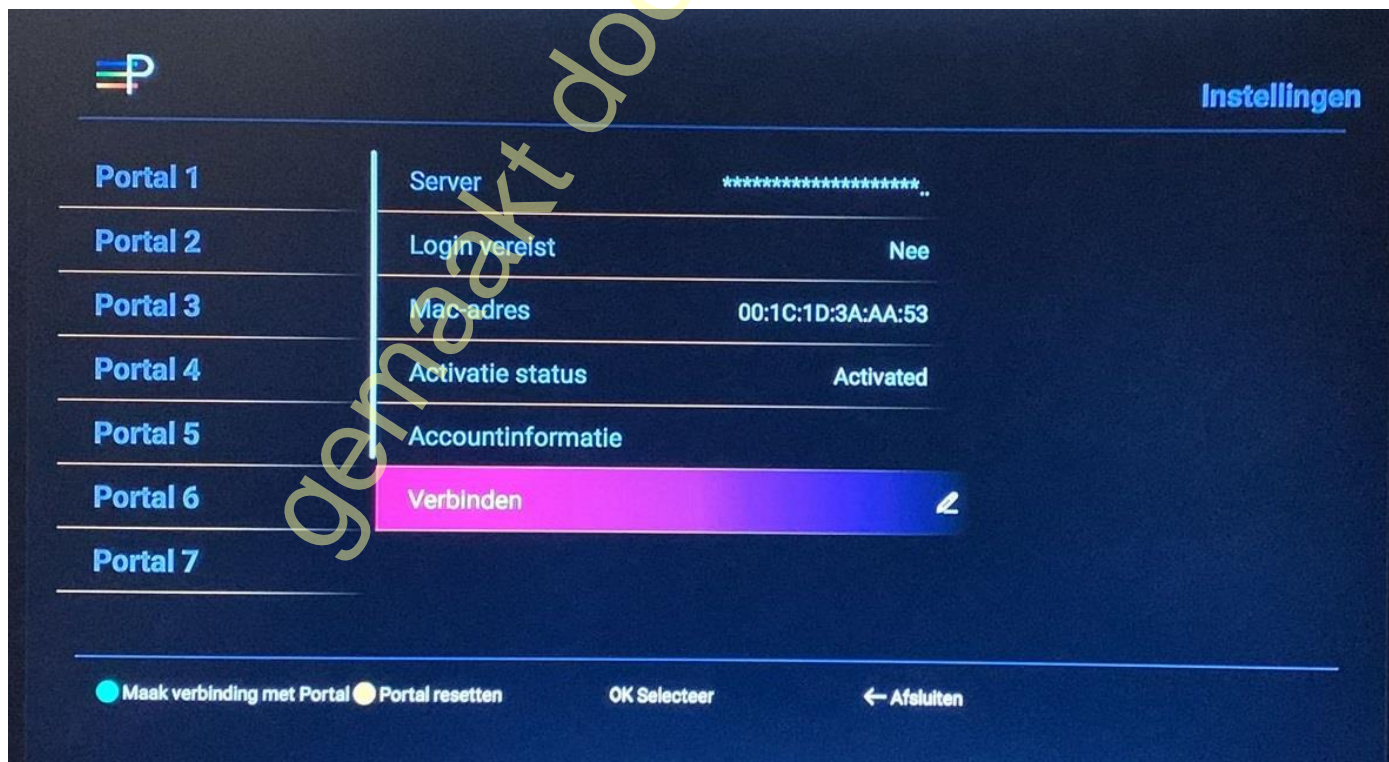 Instellingen
Portal 1
Portal 2
Portal 3
Portal 4
Portal 5
Portal 6
Portal 7
Server ********************..
Login vereist Nee
Mac-adres 00:1C:1D:3A:AA:53
Activatie status Activated
Accountinformatie
Verbinden
Maak verbinding met Portal Portal resetten OK Selecteer ← Afsluiten
gemaakt doo